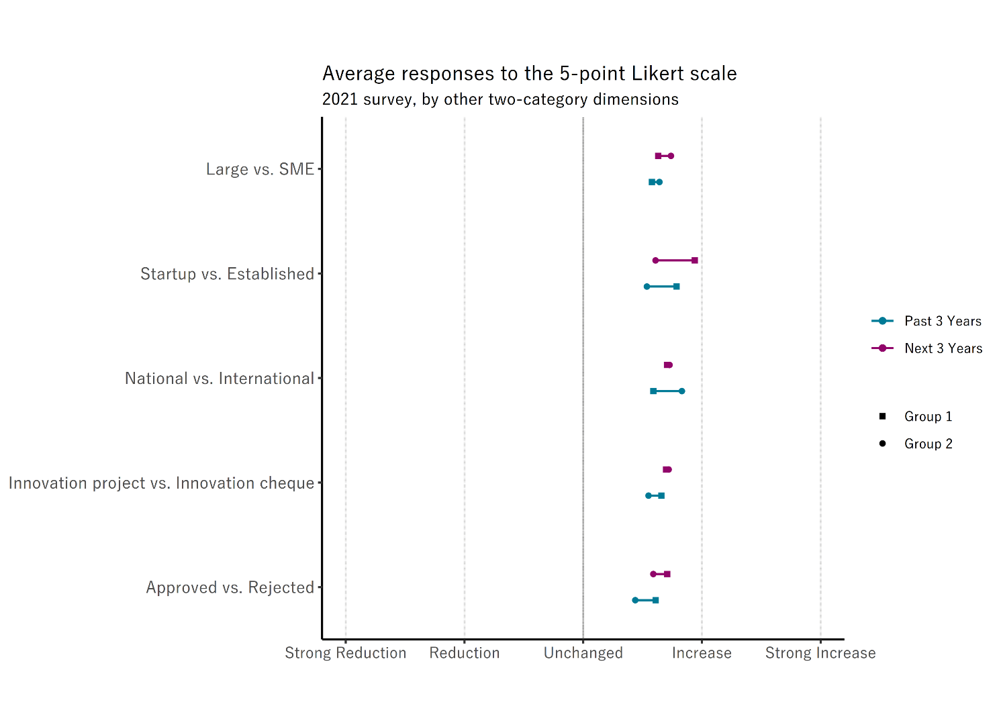 Average responses to the 5-point Likert scale
2021 survey, by other two-category dimensions
Large vs. SME
Startup vs. Established
National vs. International
Innovation project vs. Innovation cheque
Approved vs. Rejected
Strong Reduction
Reduction
Unchanged
Increase
Strong Increase
Past 3 Years
Next 3 Years
Group 1
Group 2